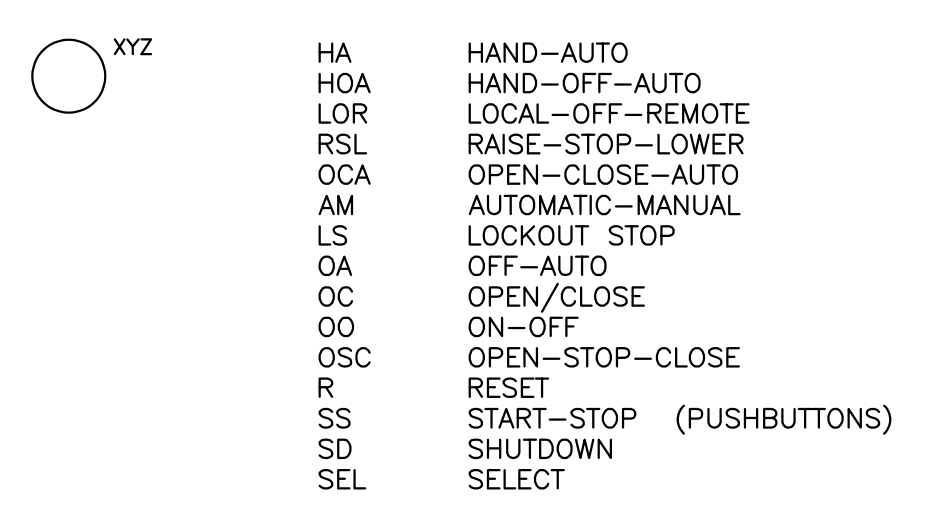 XYZ
HA HAND-AUTO
HOA HAND-OFF-AUTO
LOR LOCAL-OFF-REMOTE
RSL RAISE-STOP-LOWER
OCA OPEN-CLOSE-AUTO
AM AUTOMATIC-MANUAL
LS LOCKOUT STOP
OA OFF-AUTO
OC OPEN/CLOSE
OO ON-OFF
OSC OPEN-STOP-CLOSE
R RESET
SS START-STOP (PUSHBUTTONS)
SD SHUTDOWN
SEL SELECT